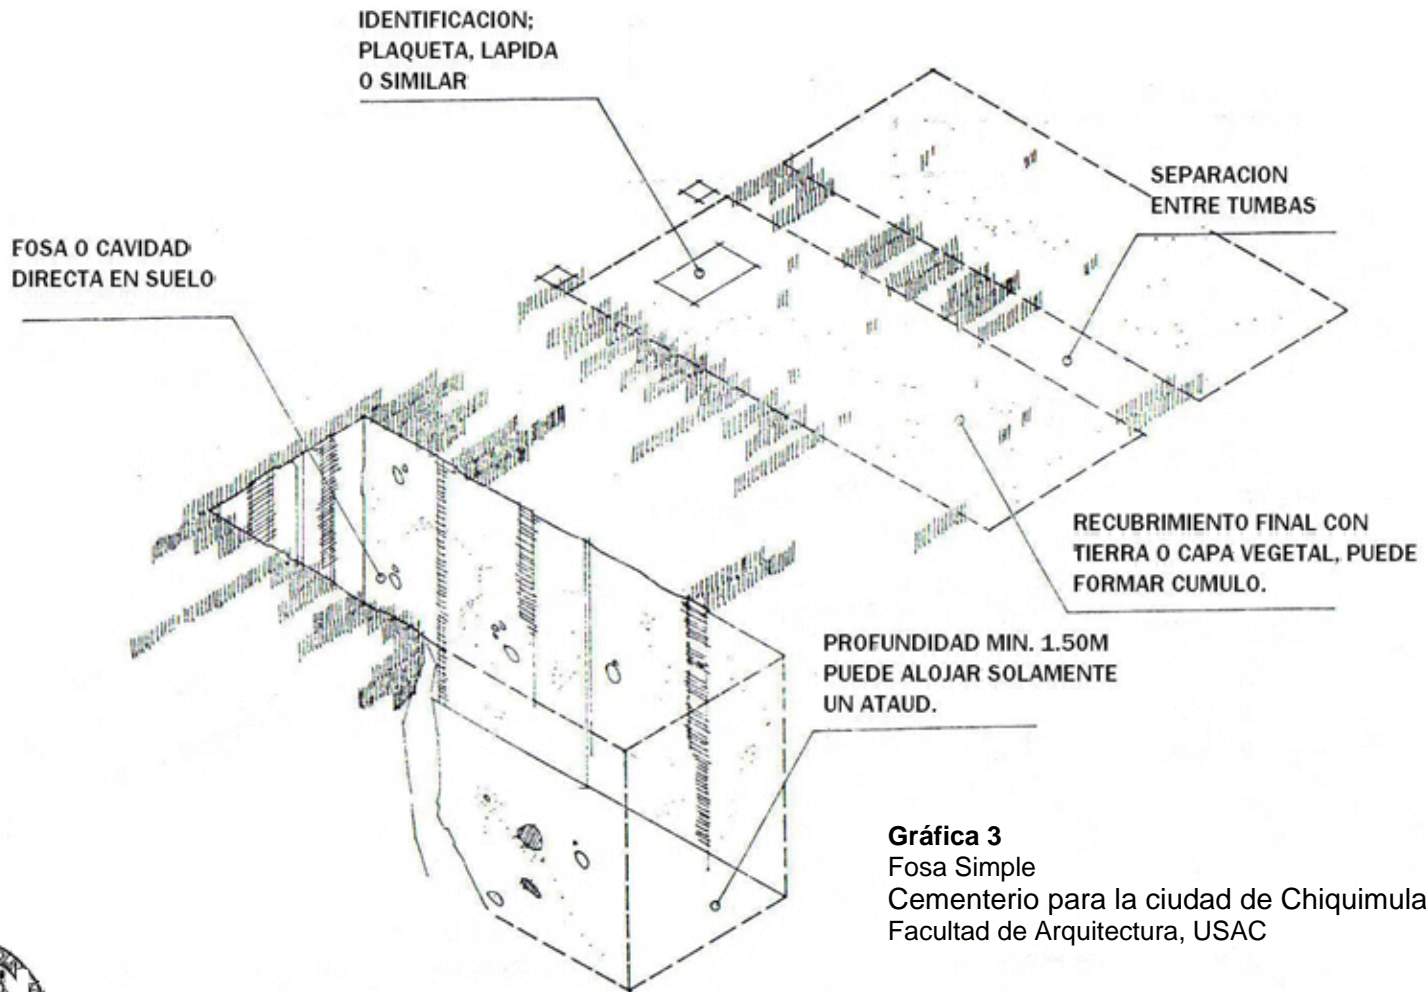 IDENTIFICACION;
PLAQUETA, LAPIDA
O SIMILAR
SEPARACION
ENTRE TUMBAS
FOSA O CAVIDAD
DIRECTA EN SUELO
RECUBRIMIENTO FINAL CON
TIERRA O CAPA VEGETAL, PUEDE
FORMAR CUMULO.
PROFUNDIDAD MIN. 1.50M
PUEDE ALOJAR SOLAMENTE
UN ATAUD.
Gráfica 3
Fosa Simple
Cementerio para la ciudad de Chiquimula
Facultad de Arquitectura, USAC